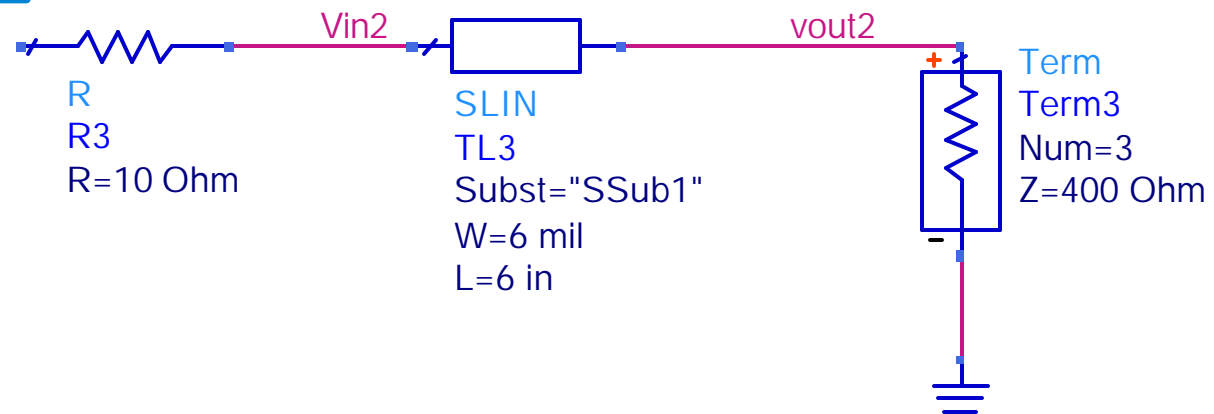 Vin2
vout2
R
R3
R=10 Ohm
SLIN
TL3
Subst="SSub1"
W=6 mil
L=6 in
+
Term
Term3
Num=3
Z=400 Ohm
-